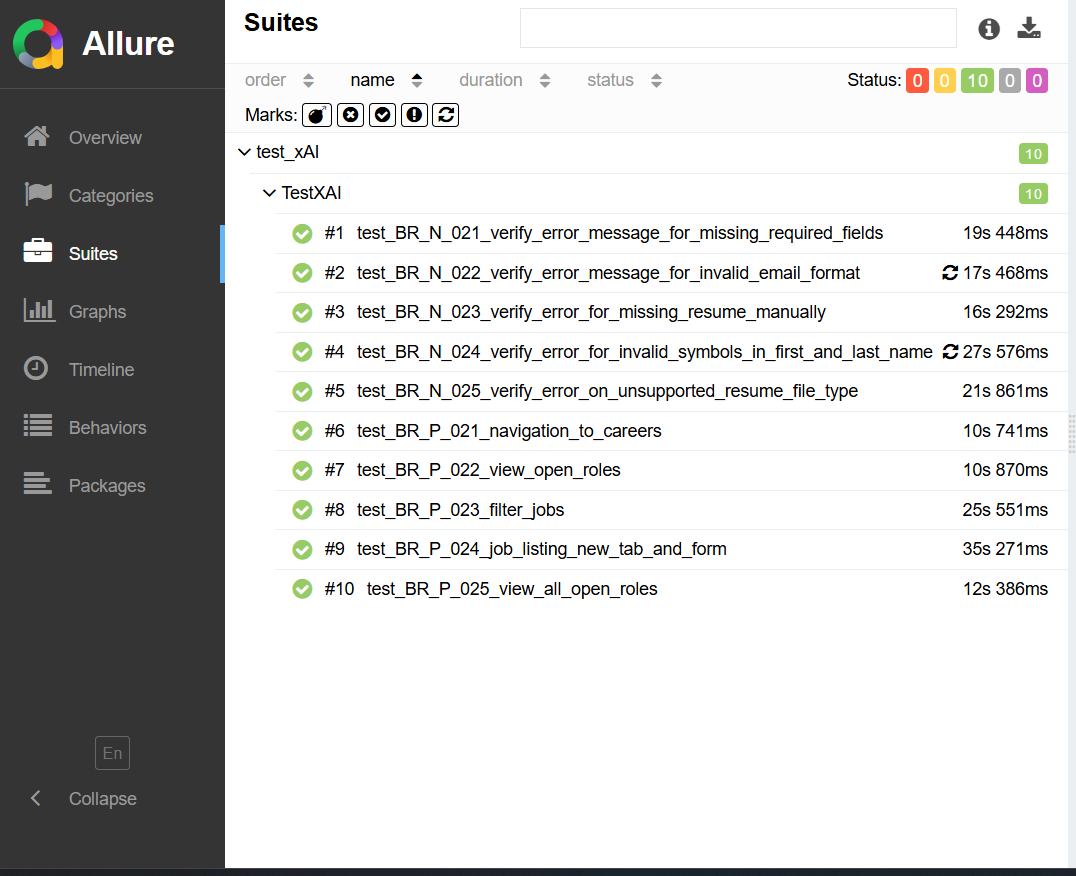 Allure
Overview
Categories
Suites
Graphs
Timeline
Behaviors
Packages
En
Collapse
Suites
order name duration status Status: 0 0 10 0 0
Marks:
test_xAI 10
TestXAI 10
#1 test_BR_N_021_verify_error_message_for_missing_required_fields 19s 448ms
#2 test_BR_N_022_verify_error_message_for_invalid_email_format 17s 468ms
#3 test_BR_N_023_verify_error_for_missing_resume_manually 16s 292ms
#4 test_BR_N_024_verify_error_for_invalid_symbols_in_first_and_last_name 27s 576ms
#5 test_BR_N_025_verify_error_on_unsupported_resume_file_type 21s 861ms
#6 test_BR_P_021_navigation_to_careers 10s 741ms
#7 test_BR_P_022_view_open_roles 10s 870ms
#8 test_BR_P_023_filter_jobs 25s 551ms
#9 test_BR_P_024_job_listing_new_tab_and_form 35s 271ms
#10 test_BR_P_025_view_all_open_roles 12s 386ms